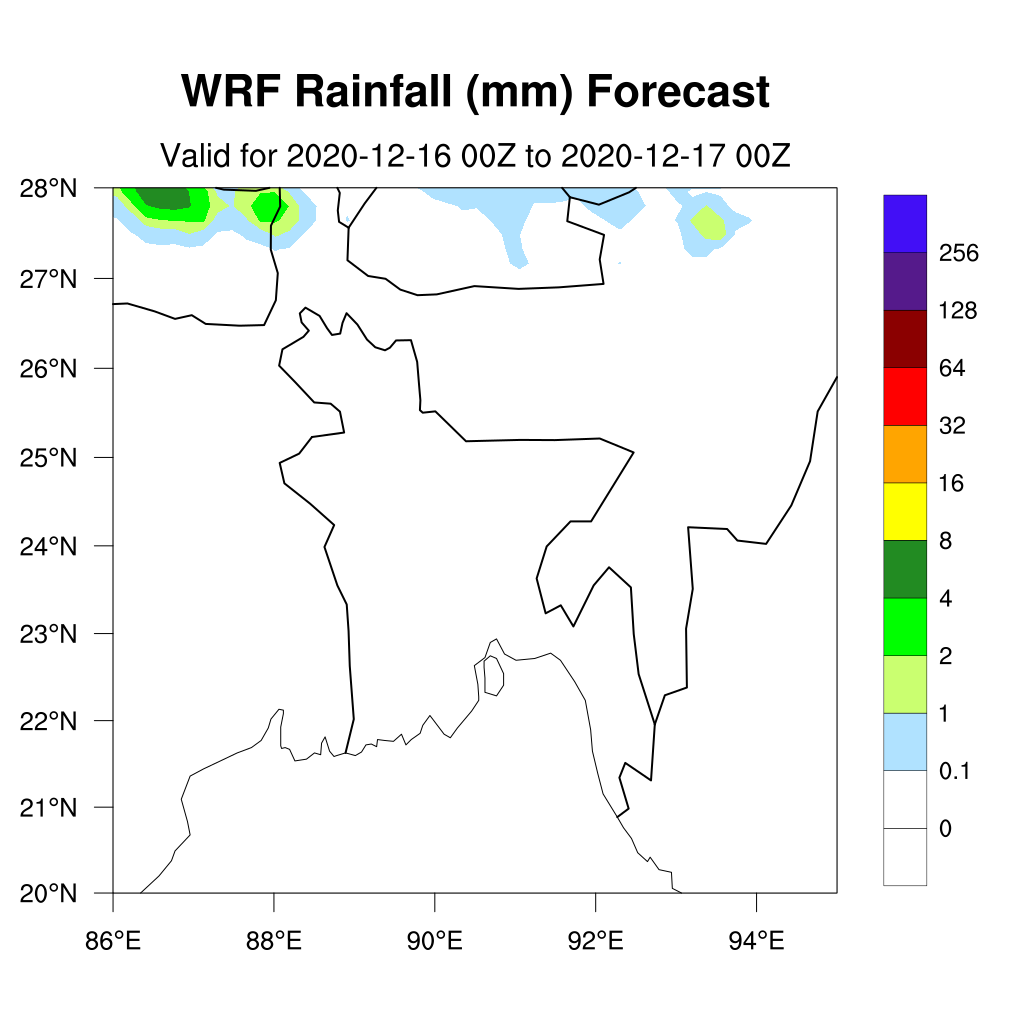 WRF Rainfall (mm) Forecast
Valid for 2020-12-16 00Z to 2020-12-17 00Z
28°N
27°N
26°N
25°N
24°N
23°N
22°N
21°N
20°N
86°E 88°E 90°E 92°E 94°E
256
128
64
32
16
8
4
2
1
0.1
0